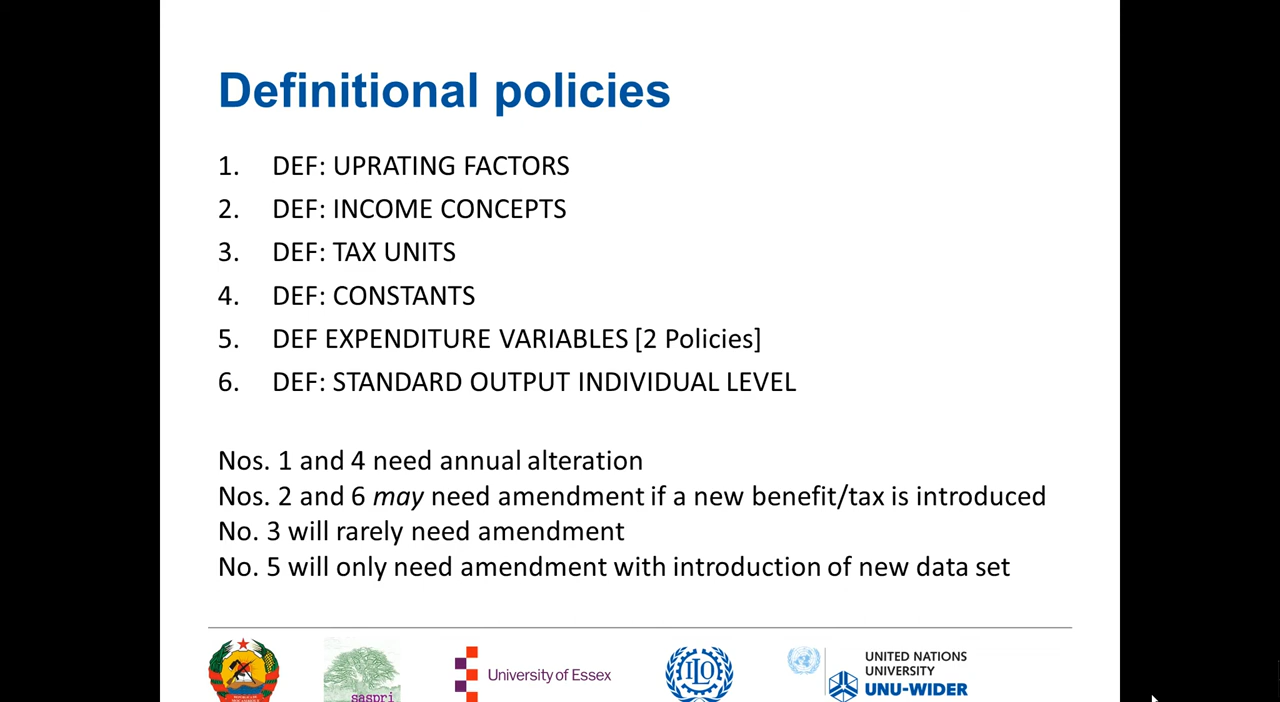 Definitional policies
1. DEF: UPRATING FACTORS
2. DEF: INCOME CONCEPTS
3. DEF: TAX UNITS
4. DEF: CONSTANTS
5. DEF EXPENDITURE VARIABLES [2 Policies]
6. DEF: STANDARD OUTPUT INDIVIDUAL LEVEL
Nos. 1 and 4 need annual alteration
Nos. 2 and 6 may need amendment if a new benefit/tax is introduced
No. 3 will rarely need amendment
No. 5 will only need amendment with introduction of new data set
saspri
University of Essex
ILO
UNITED NATIONS
UNIVERSITY
UNU-WIDER